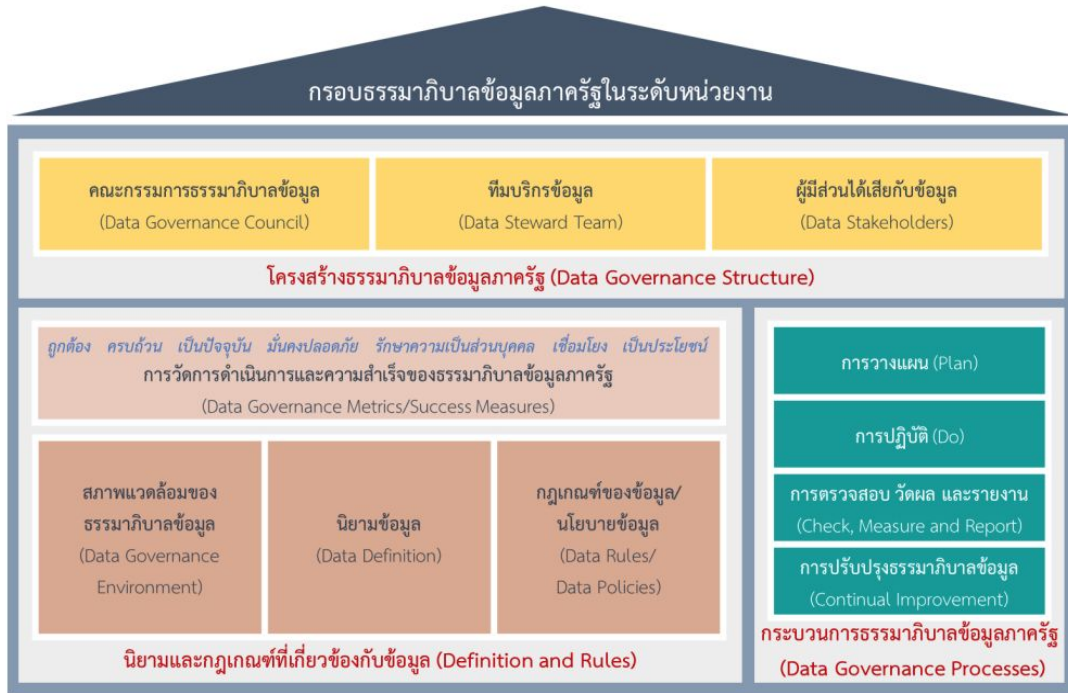 กรอบธรรมาภิบาลข้อมูลภาครัฐในระดับหน่วยงาน
คณะกรรมการธรรมาภิบาลข้อมูล
(Data Governance Council)
ทีมบริกรข้อมูล
(Data Steward Team)
ผู้มีส่วนได้เสียกับข้อมูล
(Data Stakeholders)
โครงสร้างธรรมาภิบาลข้อมูลภาครัฐ (Data Governance Structure)
ถูกต้อง ครบถ้วน เป็นปัจจุบัน มั่นคงปลอดภัย รักษาความเป็นส่วนบุคคล เชื่อมโยง เป็นประโยชน์
การวัดการดำเนินการและความสำเร็จของธรรมาภิบาลข้อมูลภาครัฐ
(Data Governance Metrics/Success Measures)
สภาพแวดล้อมของ
ธรรมาภิบาลข้อมูล
(Data Governance
Environment)
นิยามข้อมูล
(Data Definition)
กฎเกณฑ์ของข้อมูล/
นโยบายข้อมูล
(Data Rules/
Data Policies)
นิยามและกฎเกณฑ์ที่เกี่ยวข้องกับข้อมูล (Definition and Rules)
การวางแผน (Plan)
การปฏิบัติ (Do)
การตรวจสอบ วัดผล และรายงาน
(Check, Measure and Report)
การปรับปรุงธรรมาภิบาลข้อมูล
(Continual Improvement)
กระบวนการธรรมาภิบาลข้อมูลภาครัฐ
(Data Governance Processes)